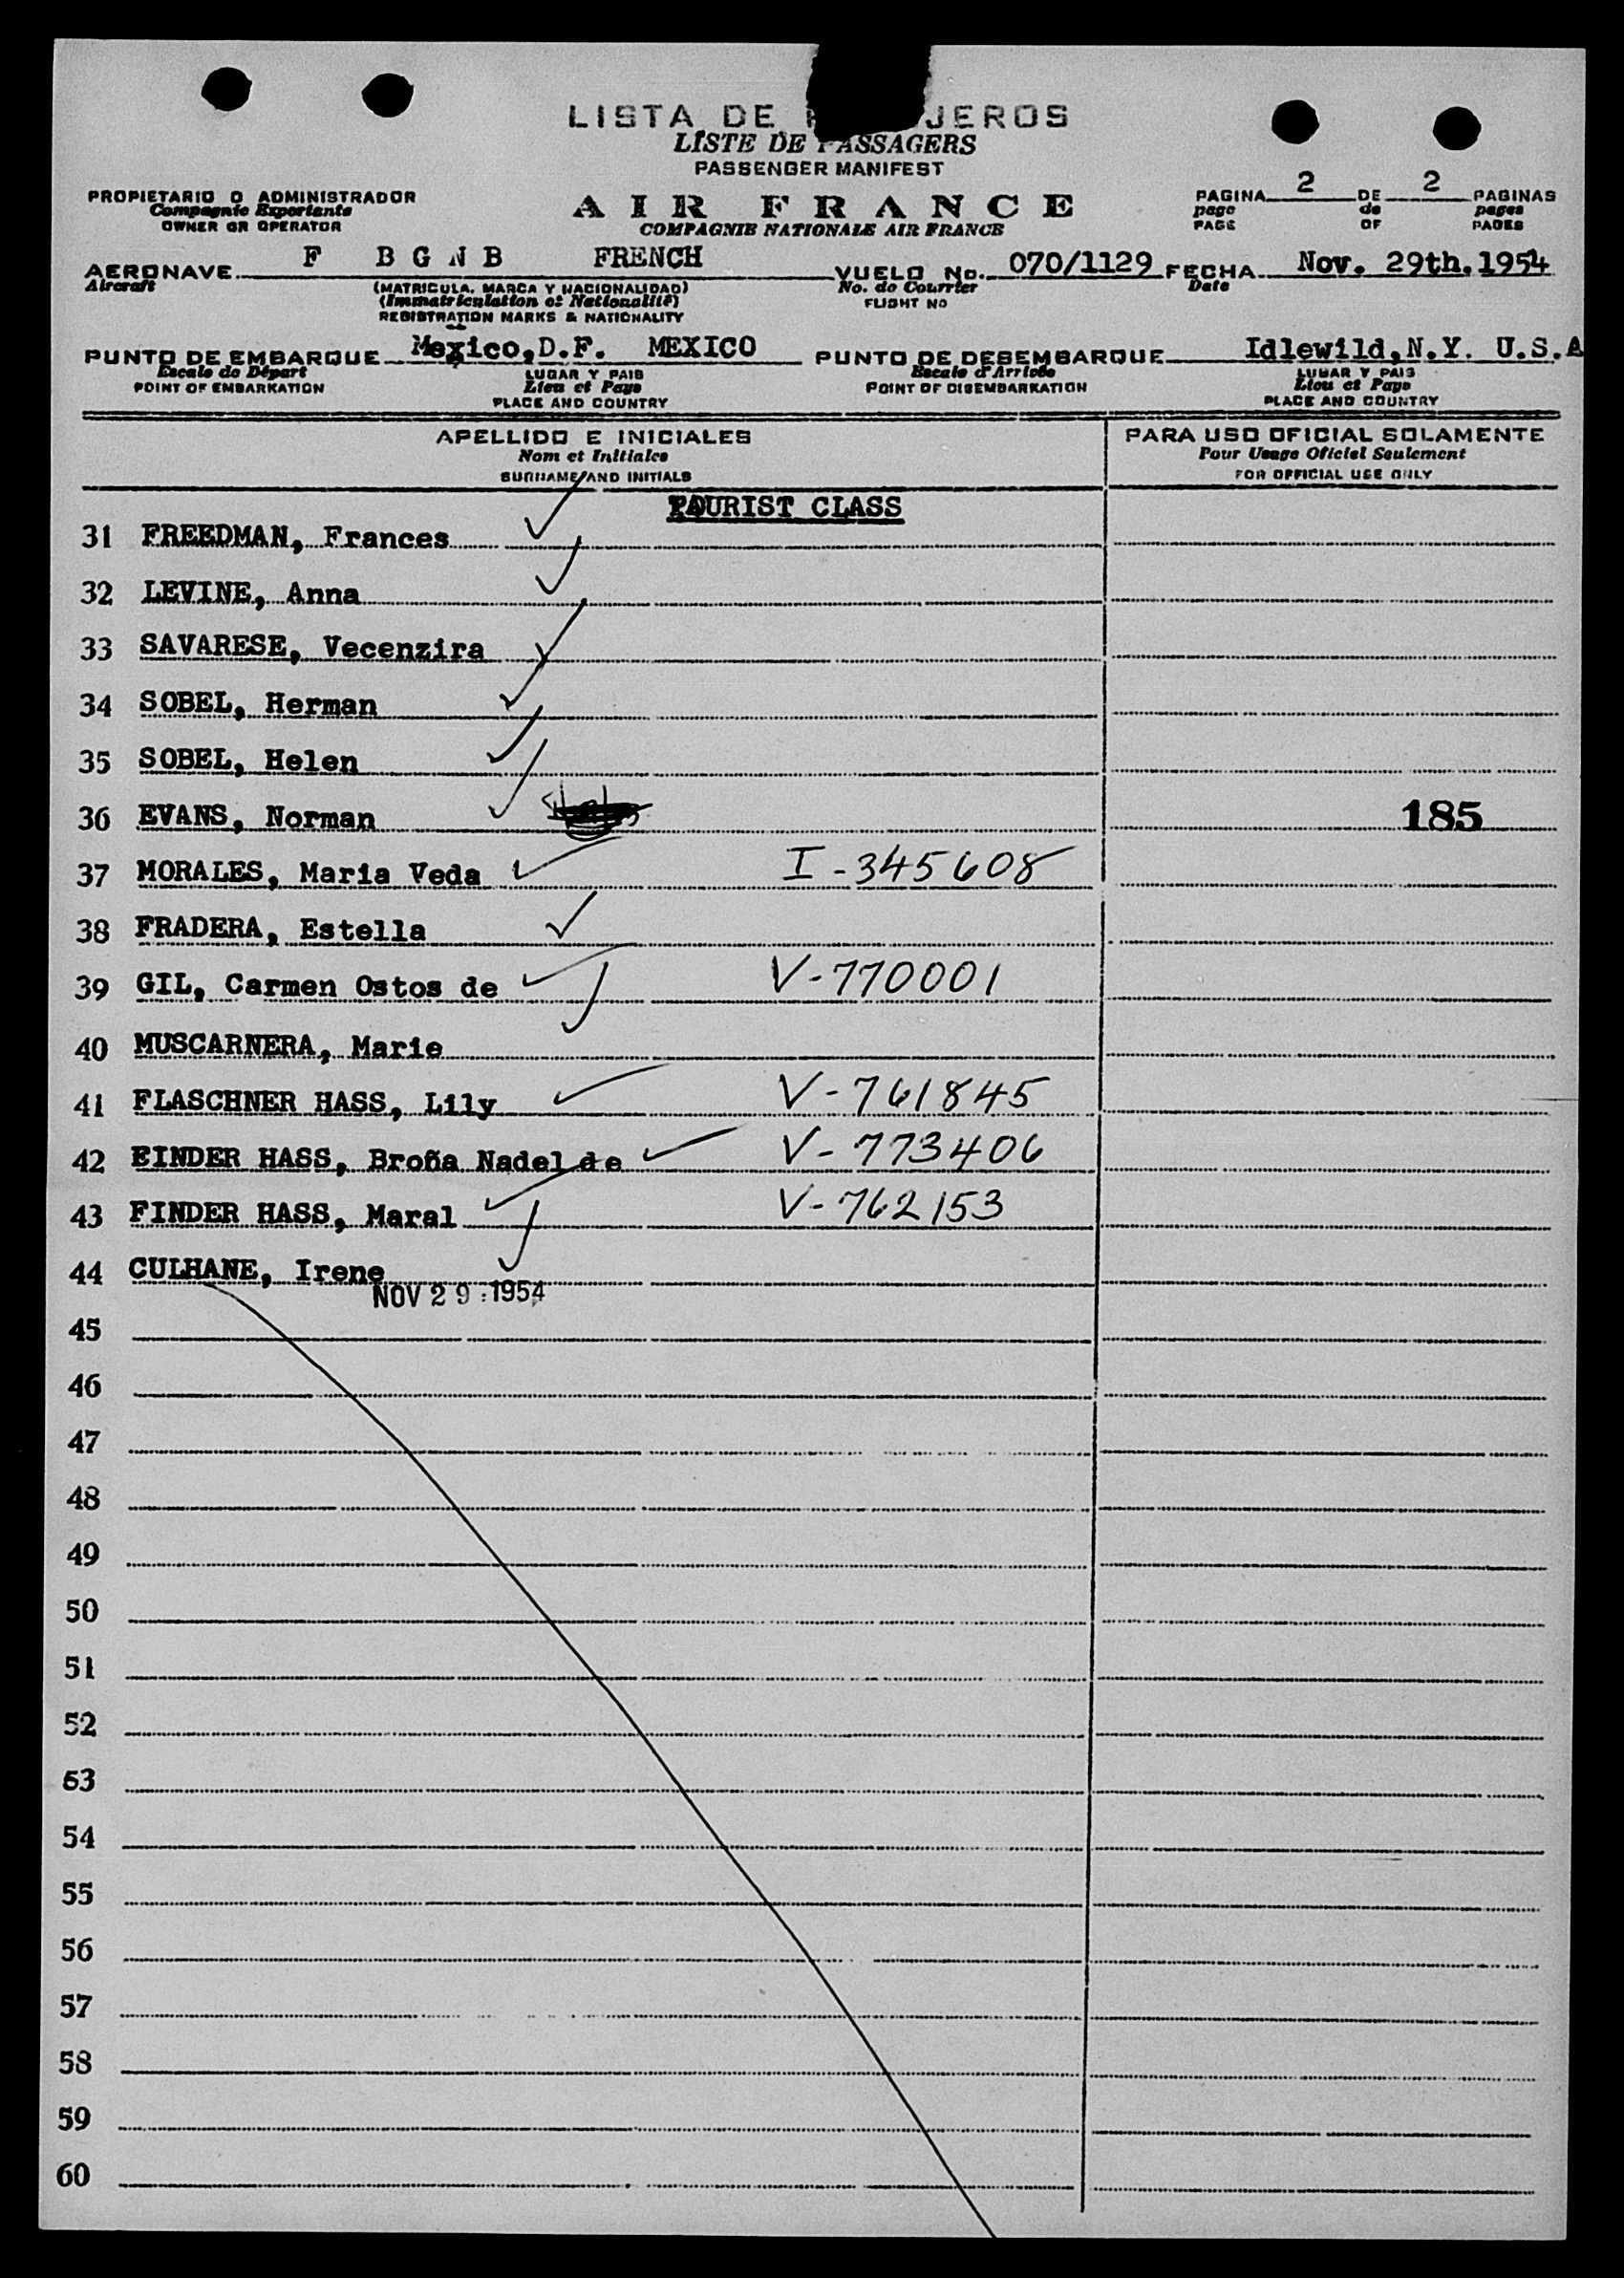 LISTA DE P JEROS
LISTE DE PASSAGERS
PASSENGER MANIFEST
PROPIETARIO O ADMINISTRADOR
Compagnie Exportante
OWNER OR OPERATOR
AIR FRANCE
COMPAGNIE NATIONALE AIR FRANCE
PAGINA 2 DE 2 PAGINAS
page de pages
PAGE OF PAGES
AERONAVE F BGNB FRENCH VUELO No. 070/1129 FECHA Nov. 29th, 1954
Aircraft (MATRICULA, MARCA Y NACIONALIDAD) No. do Courrier Date
(Immatriculation et Nationalité) FLIGHT NO
REGISTRATION MARKS & NATIONALITY
PUNTO DE EMBARQUE Mexico, D.F. MEXICO PUNTO DE DESEMBARQUE Idlewild, N.Y. U.S.A
Escale de Départ LUGAR Y PAIS Escale d'Arrivée LUGAR Y PAIS
POINT OF EMBARKATION Lieu et Pays POINT OF DISEMBARKATION Lieu et Pays
PLACE AND COUNTRY PLACE AND COUNTRY
APELLIDO E INICIALES PARA USO OFICIAL SOLAMENTE
Nom et Initiales Pour Usage Oficiel Seulement
SURNAME AND INITIALS FOR OFFICIAL USE ONLY
TOURIST CLASS
31 FREEDMAN, Frances ✓
32 LEVINE, Anna ✓
33 SAVARESE, Vecenzira ✓
34 SOBEL, Herman ✓
35 SOBEL, Helen ✓
36 EVANS, Norman ✓ 185
37 MORALES, Maria Veda ✓ I-345608
38 FRADERA, Estella ✓
39 GIL, Carmen Ostos de ✓ V-770001
40 MUSCARNERA, Marie ✓
41 FLASCHNER HASS, Lily ✓ V-761845
42 EINDER HASS, Broña Nadel de ✓ V-773406
43 FINDER HASS, Maral ✓ V-762153
44 CULHANE, Irene ✓
NOV 29 1954
45
46
47
48
49
50
51
52
53
54
55
56
57
58
59
60